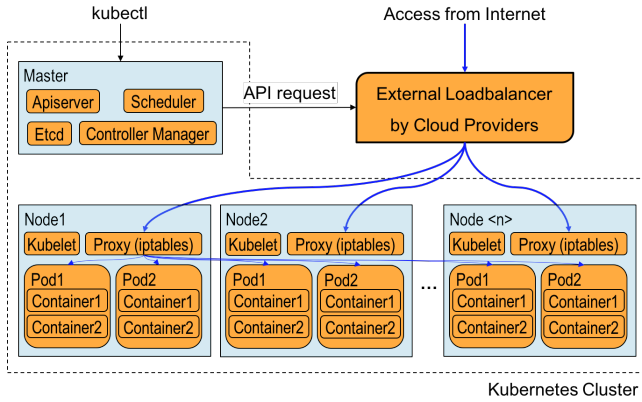 kubectl
Access from Internet
Master
Apiserver
Scheduler
Etcd
Controller Manager
API request
External Loadbalancer
by Cloud Providers
Node1
Kubelet
Proxy (iptables)
Pod1
Container1
Container2
Pod2
Container1
Container2
Node2
Kubelet
Proxy (iptables)
Pod1
Container1
Container2
Pod2
Container1
Container2
...
Node <n>
Kubelet
Proxy (iptables)
Pod1
Container1
Container2
Pod2
Container1
Container2
Kubernetes Cluster